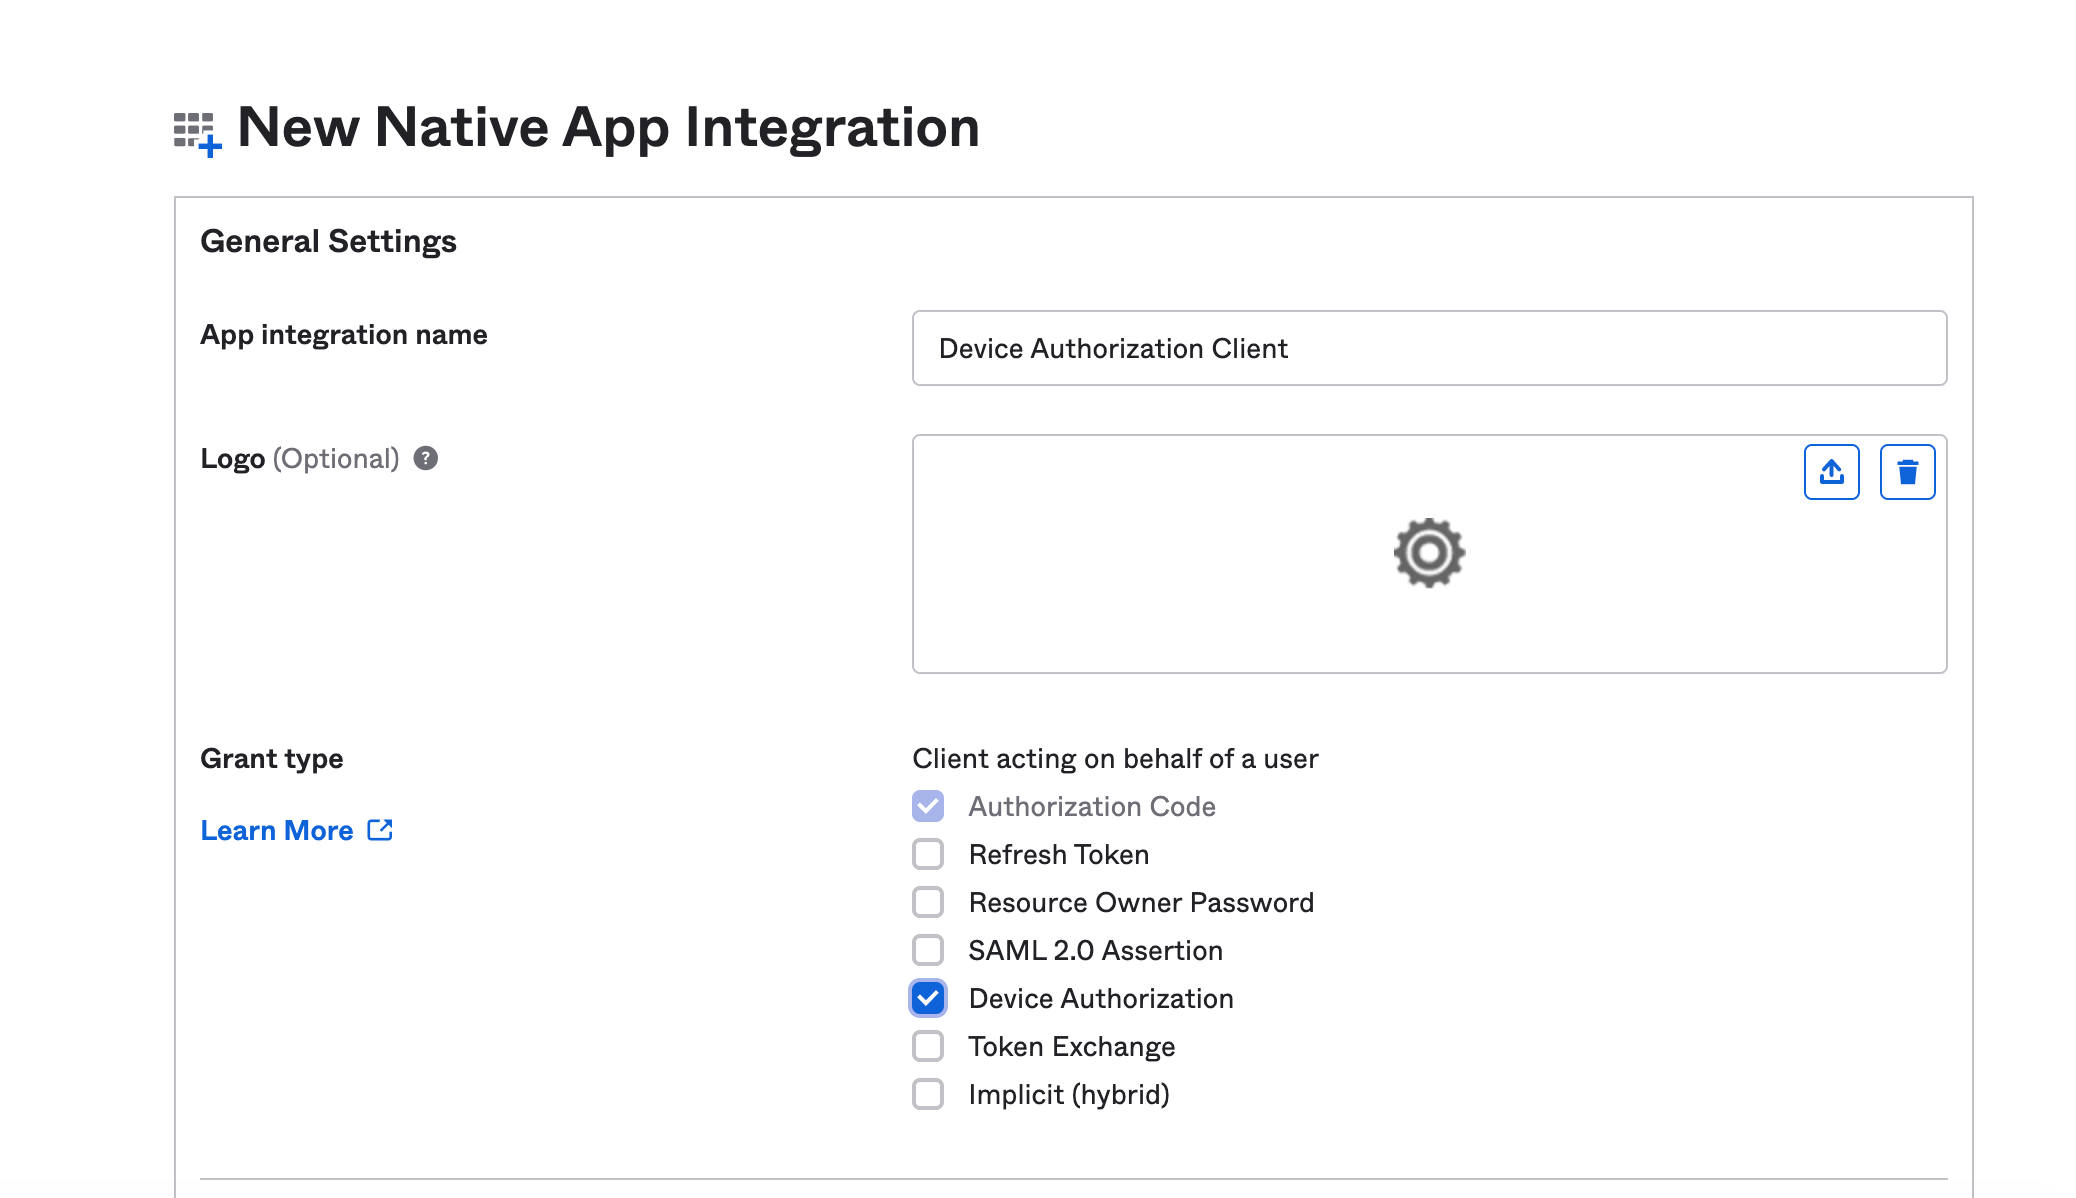 New Native App Integration
General Settings
App integration name
Device Authorization Client
Logo (Optional) ?
Grant type
Learn More
Client acting on behalf of a user
Authorization Code
Refresh Token
Resource Owner Password
SAML 2.0 Assertion
Device Authorization
Token Exchange
Implicit (hybrid)